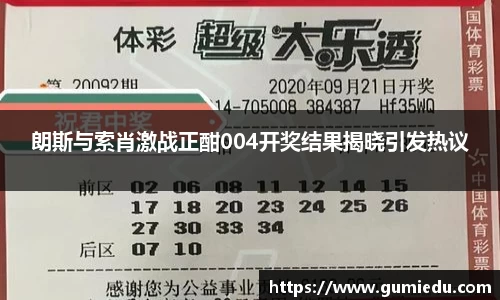 体彩 超级大乐透
第 20092期 2020年09月21日开奖
14-705008 384387 Hf35WQ
祝君中奖
朗斯与索肖激战正酣004开奖结果揭晓引发热议
前区 02 06 08 11 13 15 16
17 18 20 23 24 25 26
27 30 33 34
后区 07 10
感谢您为公益事业
https://www.gumiedu.com
国体育彩票
中国体育彩票